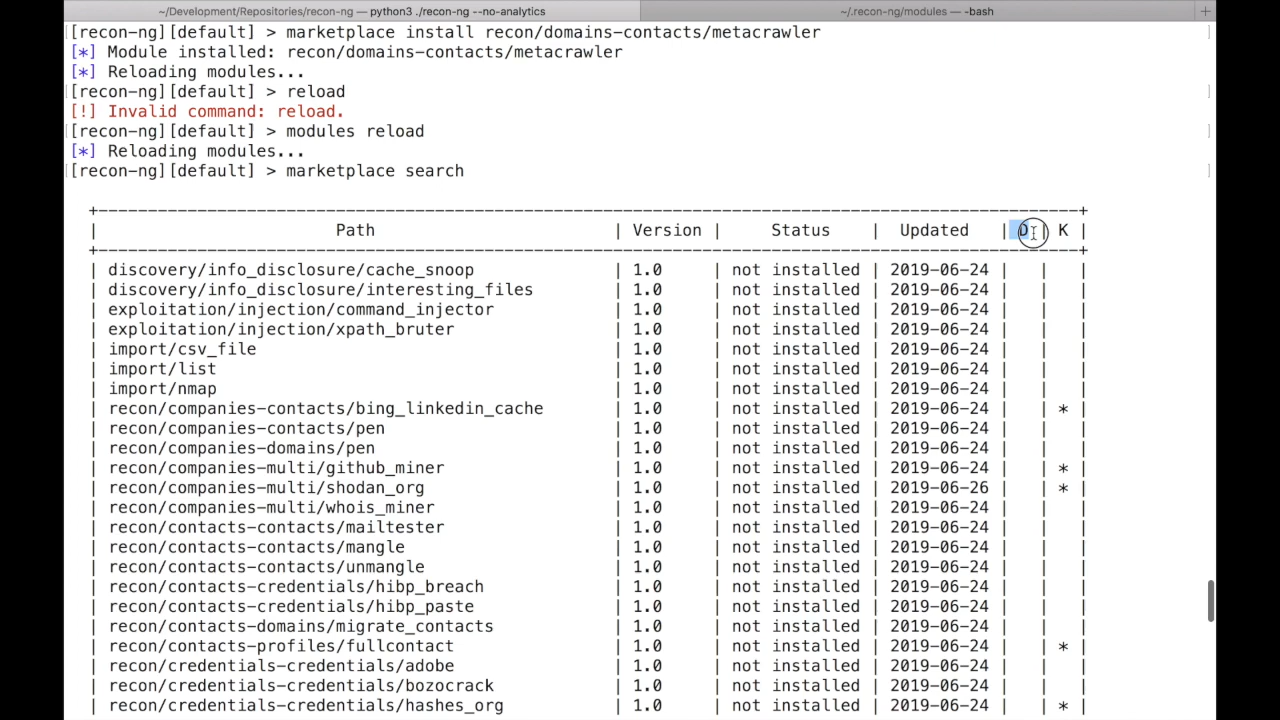 ~/Development/Repositories/recon-ng — python3 ./recon-ng --no-analytics
~/.recon-ng/modules — -bash
+
[recon-ng][default] > marketplace install recon/domains-contacts/metacrawler
[*] Module installed: recon/domains-contacts/metacrawler
[*] Reloading modules...
[recon-ng][default] > reload
[!] Invalid command: reload.
[recon-ng][default] > modules reload
[*] Reloading modules...
[recon-ng][default] > marketplace search
+---------------------------------------------------------------------------------------------------+
| Path | Version | Status | Updated | D | K |
+---------------------------------------------------------------------------------------------------+
| discovery/info_disclosure/cache_snoop | 1.0 | not installed | 2019-06-24 | | |
| discovery/info_disclosure/interesting_files | 1.0 | not installed | 2019-06-24 | | |
| exploitation/injection/command_injector | 1.0 | not installed | 2019-06-24 | | |
| exploitation/injection/xpath_bruter | 1.0 | not installed | 2019-06-24 | | |
| import/csv_file | 1.0 | not installed | 2019-06-24 | | |
| import/list | 1.0 | not installed | 2019-06-24 | | |
| import/nmap | 1.0 | not installed | 2019-06-24 | | |
| recon/companies-contacts/bing_linkedin_cache | 1.0 | not installed | 2019-06-24 | | * |
| recon/companies-contacts/pen | 1.0 | not installed | 2019-06-24 | | |
| recon/companies-domains/pen | 1.0 | not installed | 2019-06-24 | | |
| recon/companies-multi/github_miner | 1.0 | not installed | 2019-06-24 | | * |
| recon/companies-multi/shodan_org | 1.0 | not installed | 2019-06-26 | | * |
| recon/companies-multi/whois_miner | 1.0 | not installed | 2019-06-24 | | |
| recon/contacts-contacts/mailtester | 1.0 | not installed | 2019-06-24 | | |
| recon/contacts-contacts/mangle | 1.0 | not installed | 2019-06-24 | | |
| recon/contacts-contacts/unmangle | 1.0 | not installed | 2019-06-24 | | |
| recon/contacts-credentials/hibp_breach | 1.0 | not installed | 2019-06-24 | | |
| recon/contacts-credentials/hibp_paste | 1.0 | not installed | 2019-06-24 | | |
| recon/contacts-domains/migrate_contacts | 1.0 | not installed | 2019-06-24 | | |
| recon/contacts-profiles/fullcontact | 1.0 | not installed | 2019-06-24 | | * |
| recon/credentials-credentials/adobe | 1.0 | not installed | 2019-06-24 | | |
| recon/credentials-credentials/bozocrack | 1.0 | not installed | 2019-06-24 | | |
| recon/credentials-credentials/hashes_org | 1.0 | not installed | 2019-06-24 | | * |